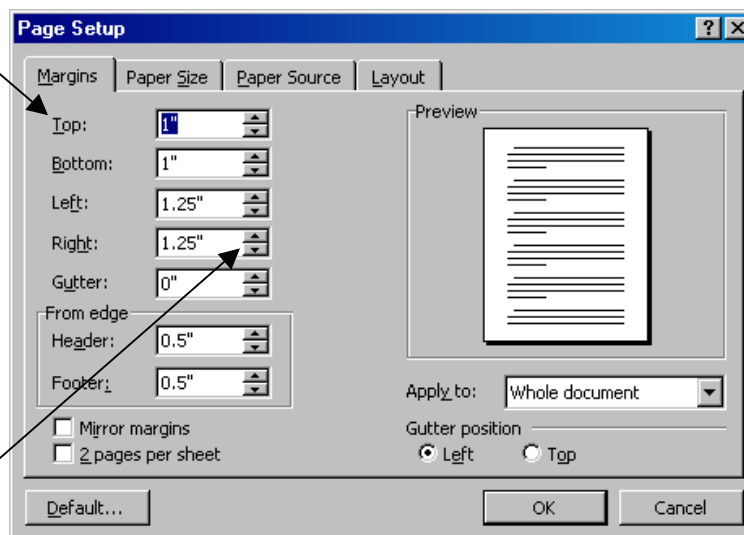 Page Setup
Margins Paper Size Paper Source Layout
Top: 1"
Bottom: 1"
Left: 1.25"
Right: 1.25"
Gutter: 0"
From edge
Header: 0.5"
Footer: 0.5"
Mirror margins
2 pages per sheet
Preview
Apply to: Whole document
Gutter position
Left Top
Default... OK Cancel